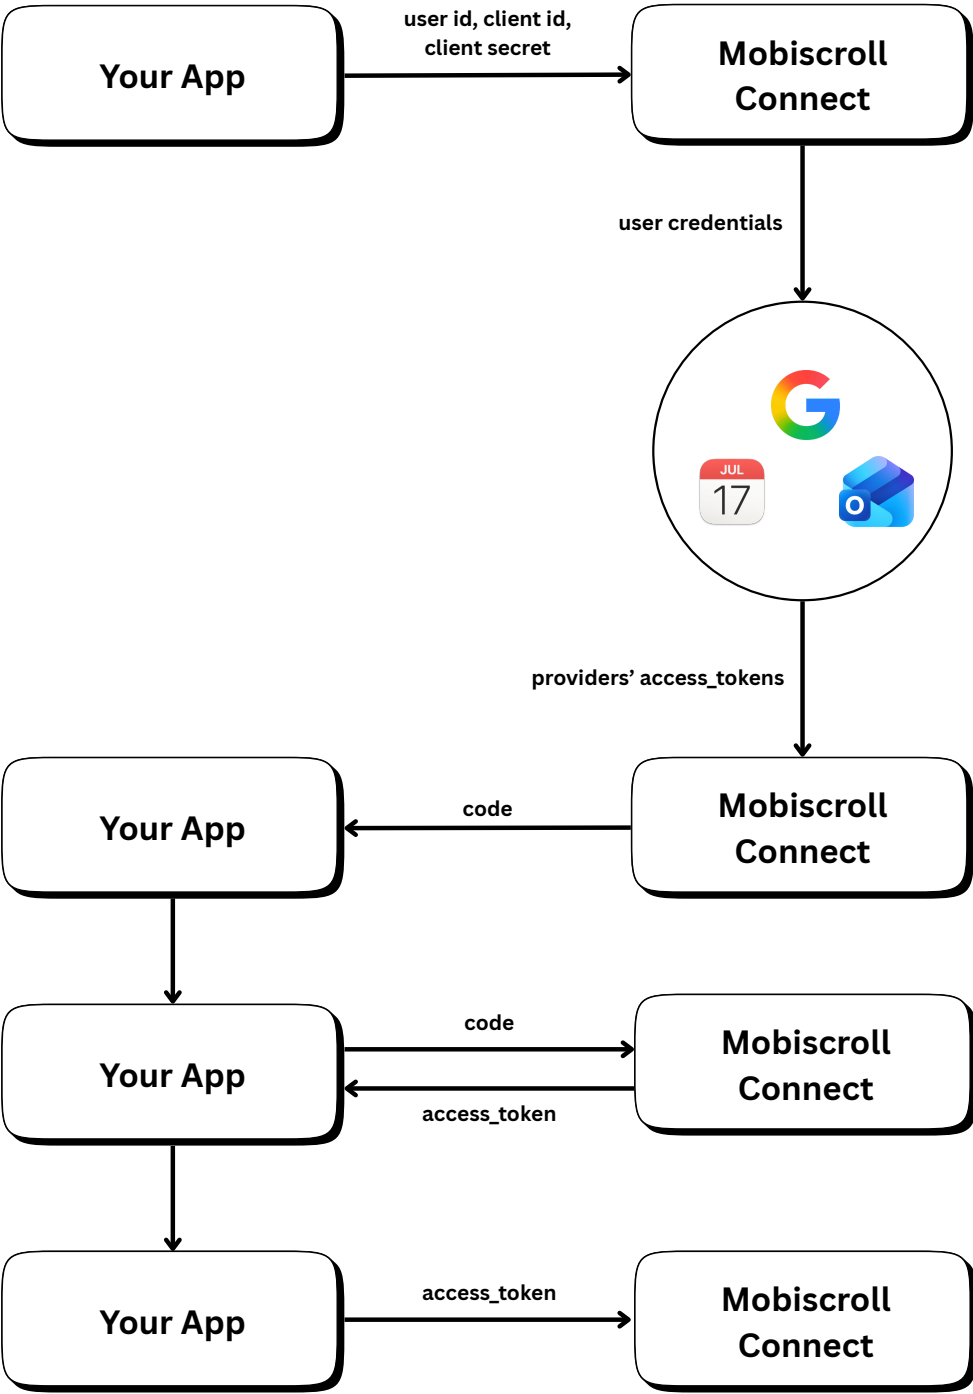 user id, client id,
client secret
Your App
Mobiscroll
Connect
user credentials
G
JUL
17
O
providers’ access_tokens
Your App
code
Mobiscroll
Connect
Your App
code
access_token
Mobiscroll
Connect
Your App
access_token
Mobiscroll
Connect